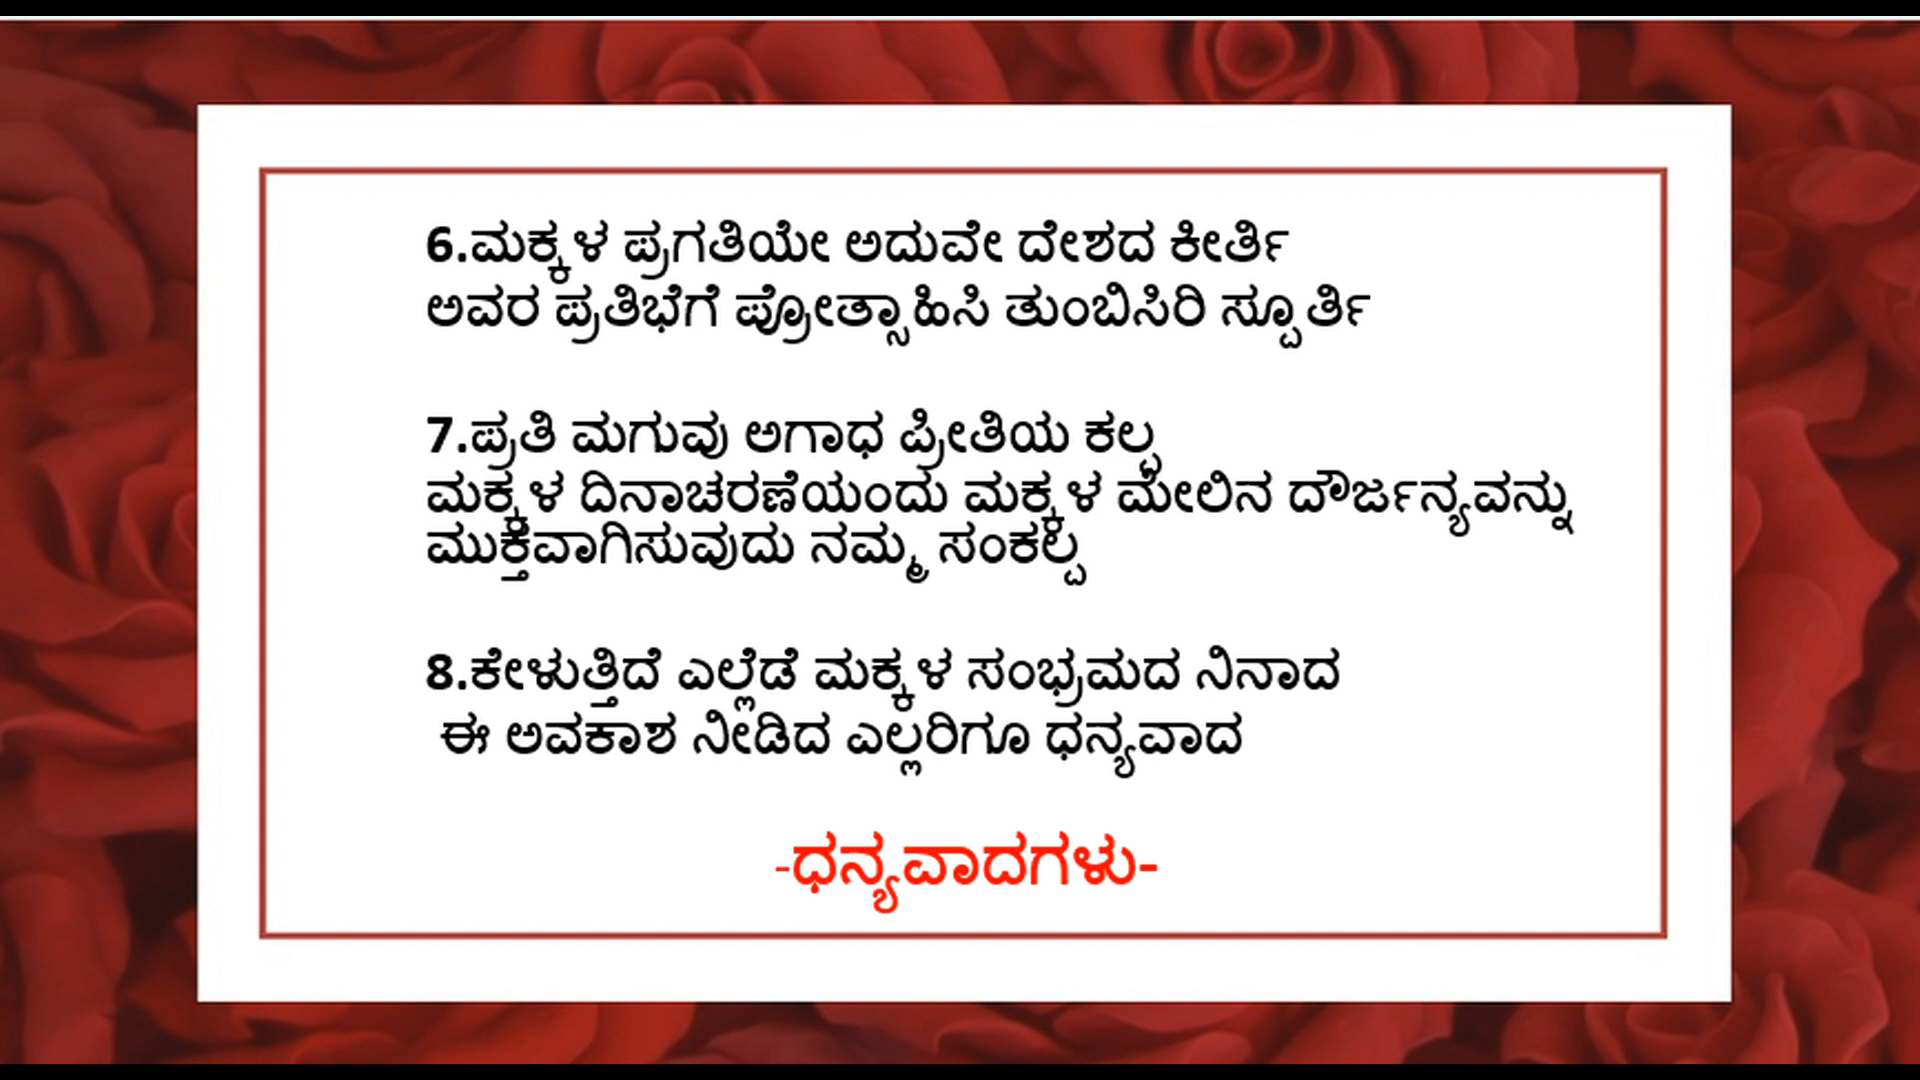 6.ಮಕ್ಕಳ ಪ್ರಗತಿಯೇ ಅದುವೇ ದೇಶದ ಕೀರ್ತಿ
ಅವರ ಪ್ರತಿಭೆಗೆ ಪ್ರೋತ್ಸಾಹಿಸಿ ತುಂಬಿಸಿರಿ ಸ್ಪೂರ್ತಿ
7.ಪ್ರತಿ ಮಗುವು ಅಗಾಧ ಪ್ರೀತಿಯ ಕಲ್ಪ
ಮಕ್ಕಳ ದಿನಾಚರಣೆಯಂದು ಮಕ್ಕಳ ಮೇಲಿನ ದೌರ್ಜನ್ಯವನ್ನು
ಮುಕ್ತವಾಗಿಸುವುದು ನಮ್ಮ ಸಂಕಲ್ಪ
8.ಕೇಳುತ್ತಿದೆ ಎಲ್ಲೆಡೆ ಮಕ್ಕಳ ಸಂಭ್ರಮದ ನಿನಾದ
ಈ ಅವಕಾಶ ನೀಡಿದ ಎಲ್ಲರಿಗೂ ಧನ್ಯವಾದ
-ಧನ್ಯವಾದಗಳು-